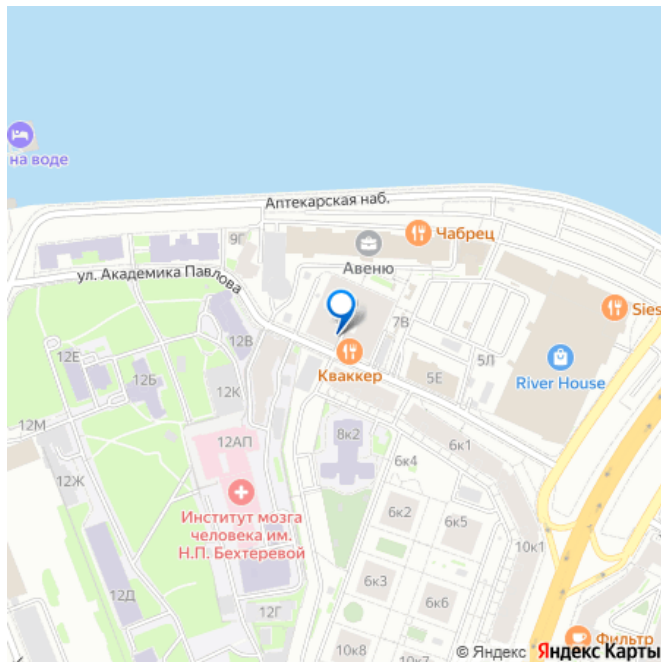 на воде
Аптекарская наб.
Чабрец
9Г
Авеню
ул. Академика Павлова
Sies
7В
12В
Кваккер
5Л
River House
12Е
12Б
5Е
12К
12М
12АП
8к2
6к1
6к4
12Ж
Институт мозга
человека им.
Н.П. Бехтеревой
6к2
6к5
10к1
12Д
6к3
12Г
6к6
Фильтр
10к8
10к7
© Яндекс Яндекс Карты